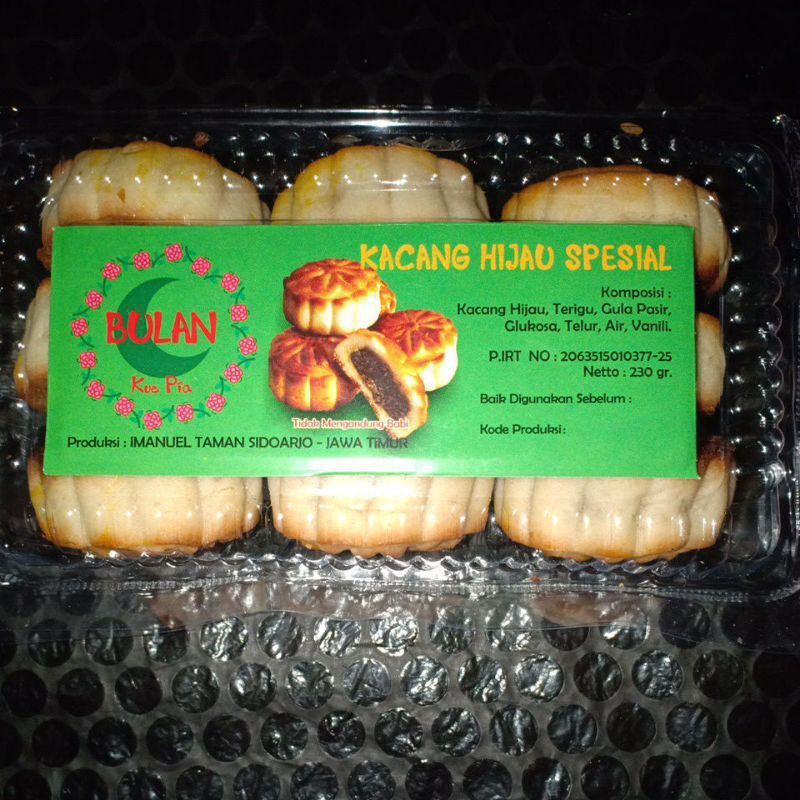 BULAN
Kue Pia
Produksi : IMANUEL TAMAN SIDOARJO - JAWA TIMUR
Tidak Mengandung Babi
KACANG HIJAU SPESIAL
Komposisi :
Kacang Hijau, Terigu, Gula Pasir,
Glukosa, Telur, Air, Vanili.
P.IRT NO : 2063515010377-25
Netto : 230 gr.
Baik Digunakan Sebelum :
Kode Produksi :